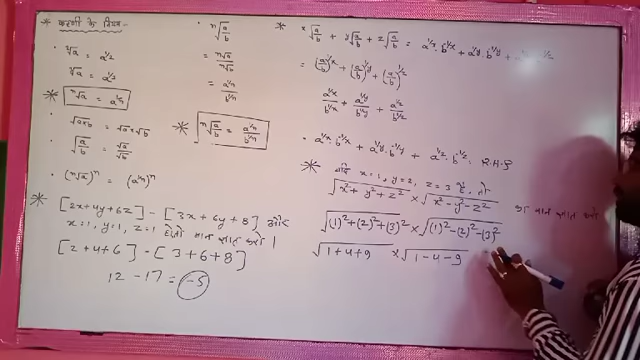 * करणी के नियम-
• ²√a = a^1/2
³√a = a^1/3
* ⁿ√a = a^1/n
• √a×b = √a × √b
• √a/b = √a/√b
• (ⁿ√a)ⁿ = (a^1/n)ⁿ
* [2x+4y+6z] - [3x+6y+8] और
x=1, y=1, z=1 हो तो मान ज्ञात करो।
[2+4+6] - [3+6+8]
12 - 17 = -5
• ⁿ√a/b
= ⁿ√a/ⁿ√b
= a^1/n / b^1/n
* ⁿ√a/b = a^1/n / b^1/n
* ˣ√a/b + ʸ√a/b + ᶻ√a/b = a^1/x · b^-1/x + a^1/y · b^-1/y +
= (a/b)^1/x + (a/b)^1/y + (a/b)^1/z
a^1/x / b^1/x + a^1/y / b^1/y + a^1/z / b^1/z
• a^1/x · b^-1/x + a^1/y · b^-1/y + a^1/z · b^-1/z R.H.S
* यदि x=1, y=2, z=3 है, तो
√x²+y²+z² × √x²-y²-z² का मान ज्ञात करो
√(1)²+(2)²+(3)² × √(1)²-(2)²-(3)²
√1+4+9 × √1-4-9